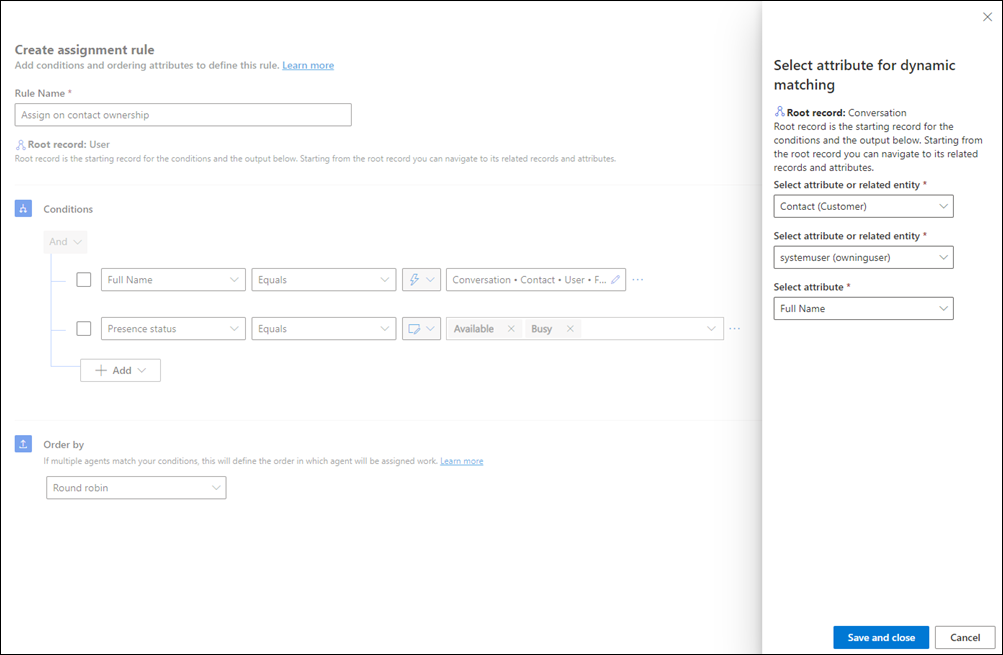 Create assignment rule
Add conditions and ordering attributes to define this rule. Learn more
Rule Name *
Assign on contact ownership
Root record: User
Root record is the starting record for the conditions and the output below. Starting from the root record you can navigate to its related records and attributes.
Conditions
And
Full Name
Equals
Conversation • Contact • User • F...
Presence status
Equals
Available
Busy
Add
Order by
If multiple agents match your conditions, this will define the order in which agent will be assigned work. Learn more
Round robin
Select attribute for dynamic
matching
Root record: Conversation
Root record is the starting record for the
conditions and the output below. Starting from
the root record you can navigate to its related
records and attributes.
Select attribute or related entity *
Contact (Customer)
Select attribute or related entity *
systemuser (owninguser)
Select attribute *
Full Name
Save and close
Cancel